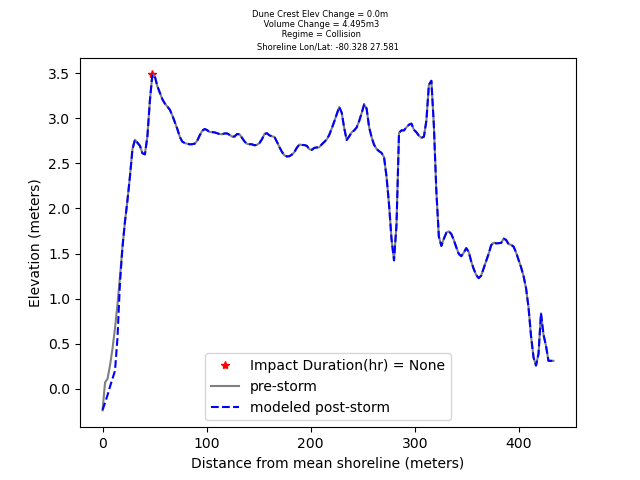 Dune Crest Elev Change = 0.0m
Volume Change = 4.495m3
Regime = Collision
Shoreline Lon/Lat: -80.328 27.581
3.5
3.0
2.5
2.0
1.5
1.0
0.5
0.0
Elevation (meters)
Impact Duration(hr) = None
pre-storm
modeled post-storm
0
100
200
300
400
Distance from mean shoreline (meters)